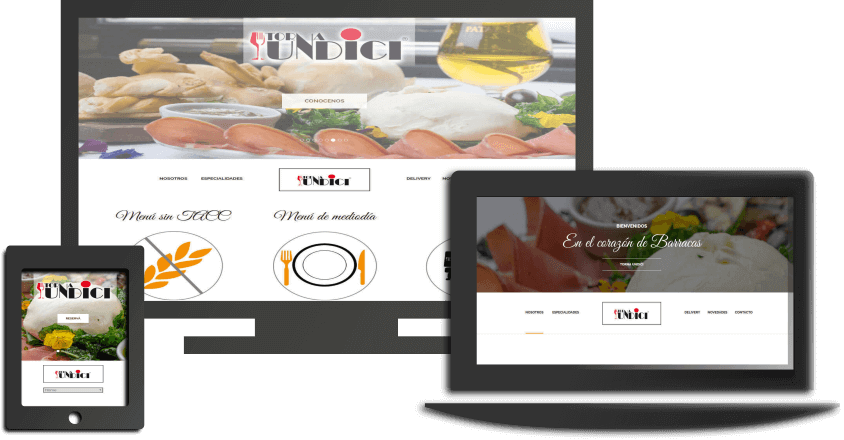 TORNA
UNDICI
CONOCENOS
NOSOTROS
ESPECIALIDADES
TORNA
UNDICI
DELIVERY
Menú sin TACC
Menú de mediodía
BIENVENIDOS
En el corazón de Barracas
TORNA UNDICI
NOSOTROS
ESPECIALIDADES
TORNA
UNDICI
DELIVERY
NOVEDADES
CONTACTO
TORNA
UNDICI
RESERVÁ
TORNA
UNDICI